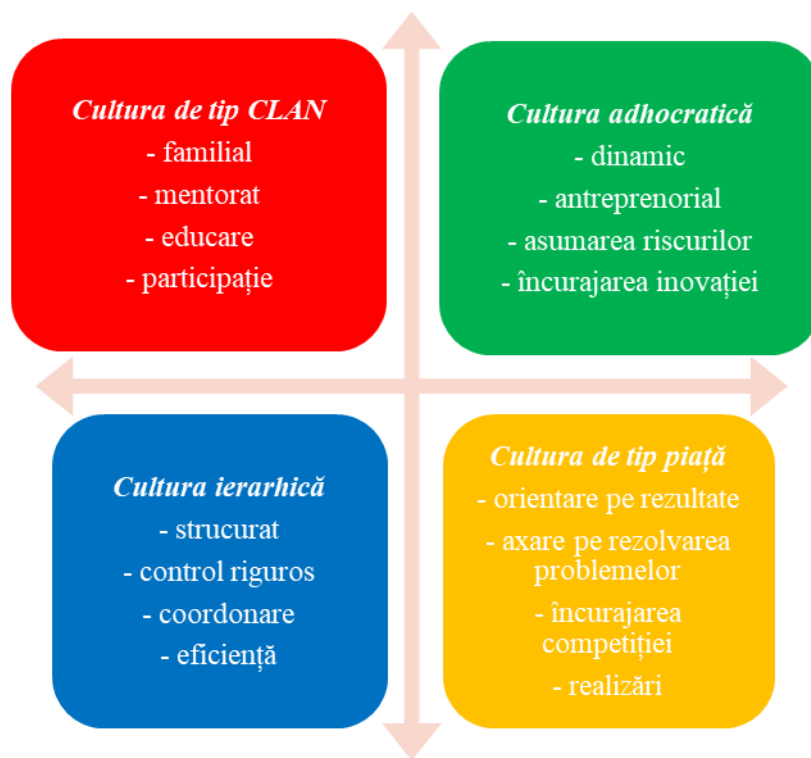 Cultura de tip CLAN
- familial
- mentorat
- educare
- participație
Cultura adhocratică
- dinamic
- antreprenorial
- asumarea riscurilor
- încurajarea inovației
Cultura ierarhică
- strucurat
- control riguros
- coordonare
- eficiență
Cultura de tip piață
- orientare pe rezultate
- axare pe rezolvarea
problemelor
- încurajarea
competiției
- realizări